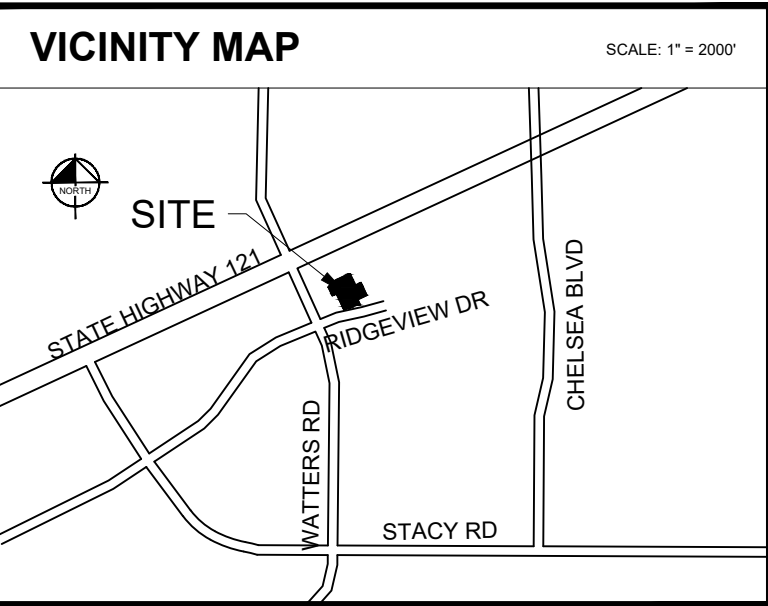 VICINITY MAP
SCALE: 1" = 2000'
NORTH
SITE
STATE HIGHWAY 121
RIDGEVIEW DR
CHELSEA BLVD
WATTERS RD
STACY RD